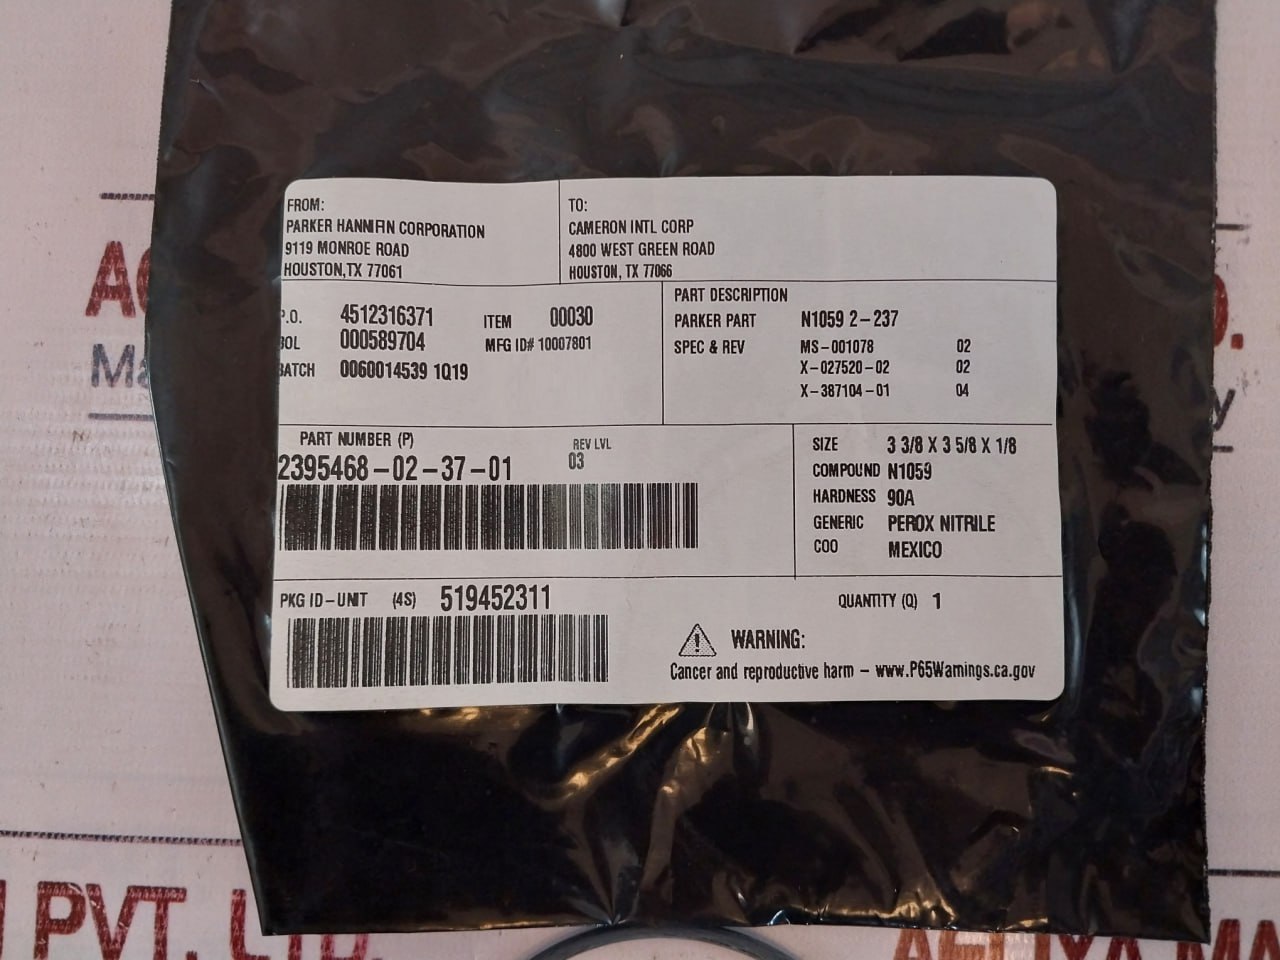 FROM:
PARKER HANNIFIN CORPORATION
9119 MONROE ROAD
HOUSTON,TX 77061
TO:
CAMERON INTL CORP
4800 WEST GREEN ROAD
HOUSTON, TX 77066
P.O. 4512316371 ITEM 00030
BOL 000589704 MFG ID# 10007801
BATCH 0060014539 1Q19
PART DESCRIPTION
PARKER PART N1059 2-237
SPEC & REV MS-001078 02
X-027520-02 02
X-387104-01 04
PART NUMBER (P) REV LVL
2395468-02-37-01 03
SIZE 3 3/8 X 3 5/8 X 1/8
COMPOUND N1059
HARDNESS 90A
GENERIC PEROX NITRILE
COO MEXICO
PKG ID-UNIT (4S) 519452311
QUANTITY (Q) 1
WARNING:
Cancer and reproductive harm - www.P65Warnings.ca.gov
PVT. LTD.